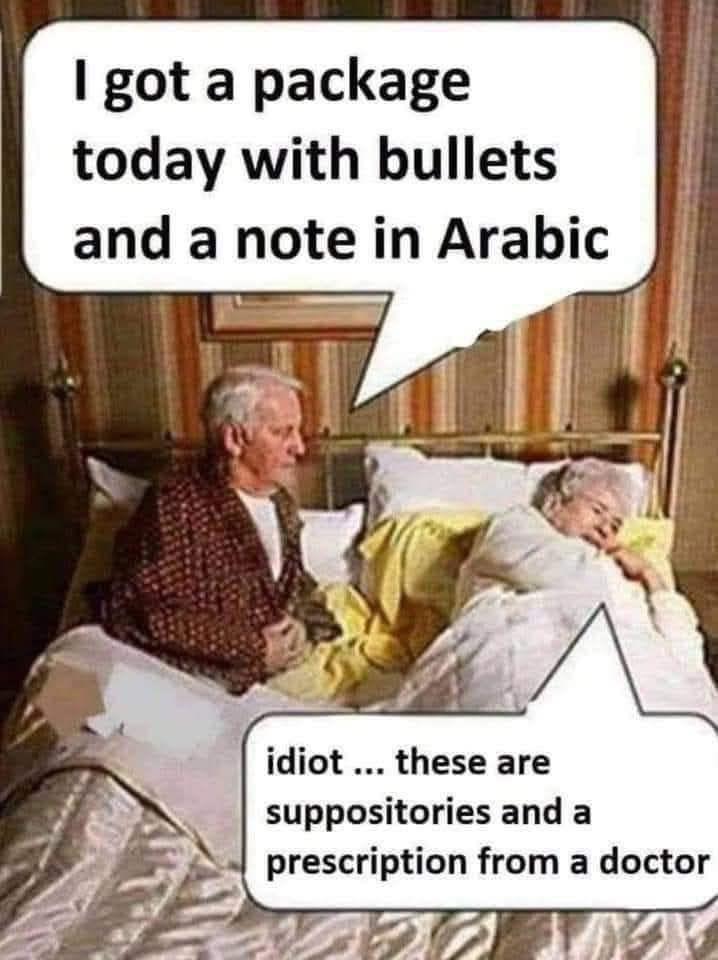 I got a package
today with bullets
and a note in Arabic
idiot ... these are
suppositories and a
prescription from a doctor